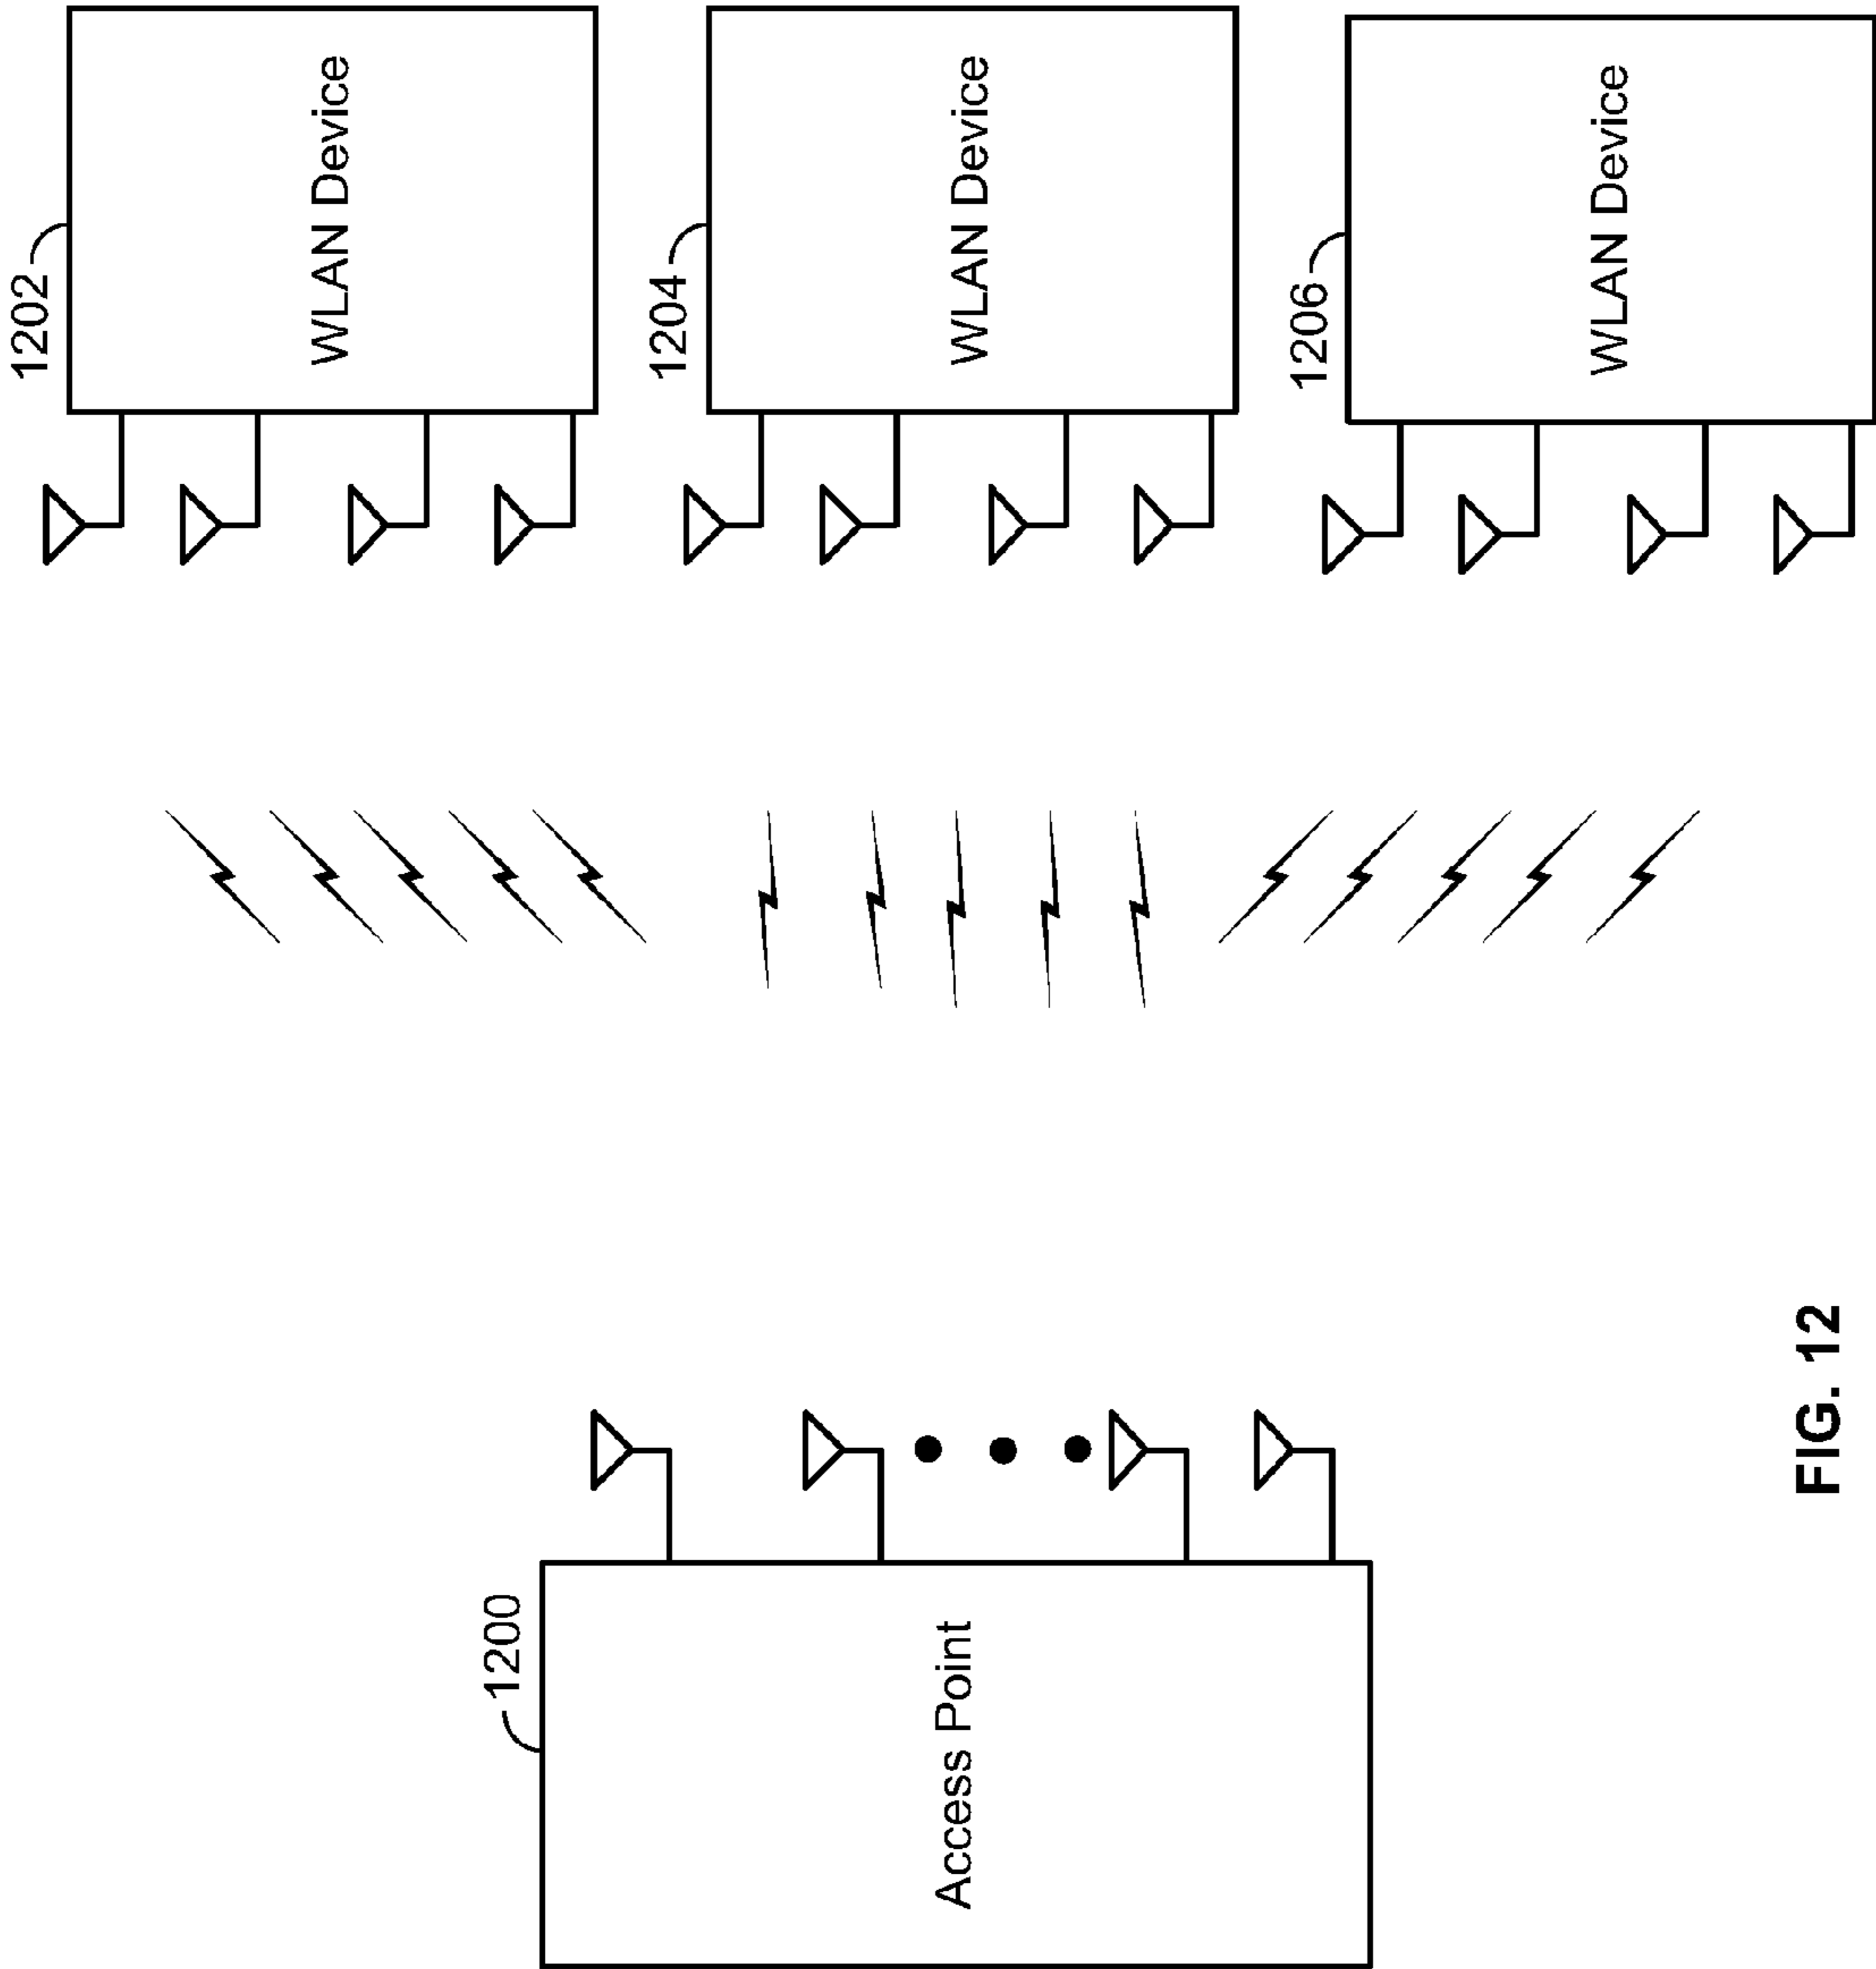 1202
WLAN Device
1204
WLAN Device
1206
WLAN Device
1200
Access Point
FIG. 12